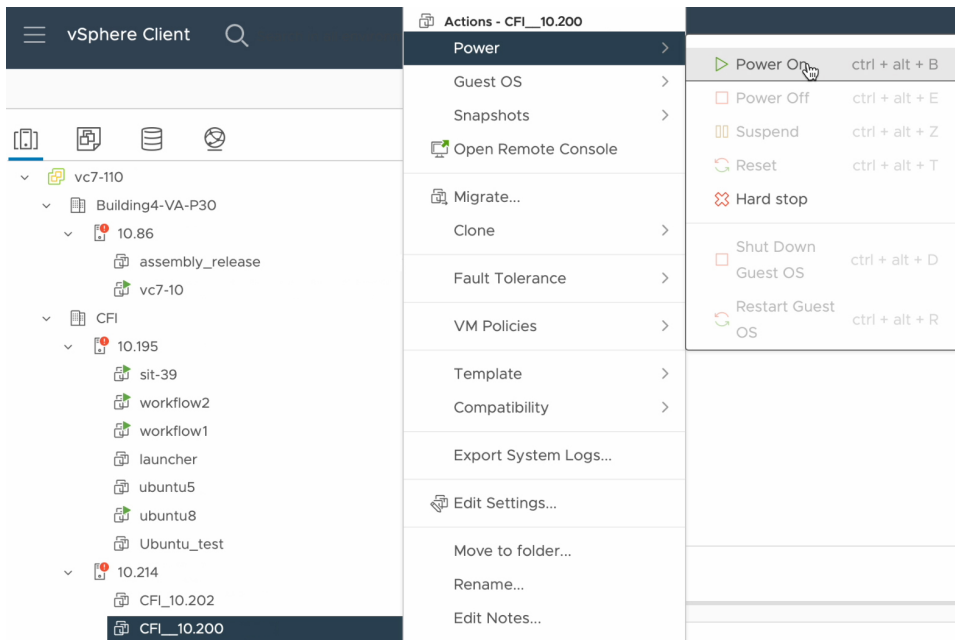 vSphere Client
vc7-110
Building4-VA-P30
10.86
assembly_release
vc7-10
CFI
10.195
sit-39
workflow2
workflow1
launcher
ubuntu5
ubuntu8
Ubuntu_test
10.214
CFI_10.202
CFI__10.200
Actions - CFI__10.200
Power
Guest OS
Snapshots
Open Remote Console
Migrate...
Clone
Fault Tolerance
VM Policies
Template
Compatibility
Export System Logs...
Edit Settings...
Move to folder...
Rename...
Edit Notes...
Power On ctrl + alt + B
Power Off ctrl + alt + E
Suspend ctrl + alt + Z
Reset ctrl + alt + T
Hard stop
Shut Down
Guest OS ctrl + alt + D
Restart Guest
OS ctrl + alt + R